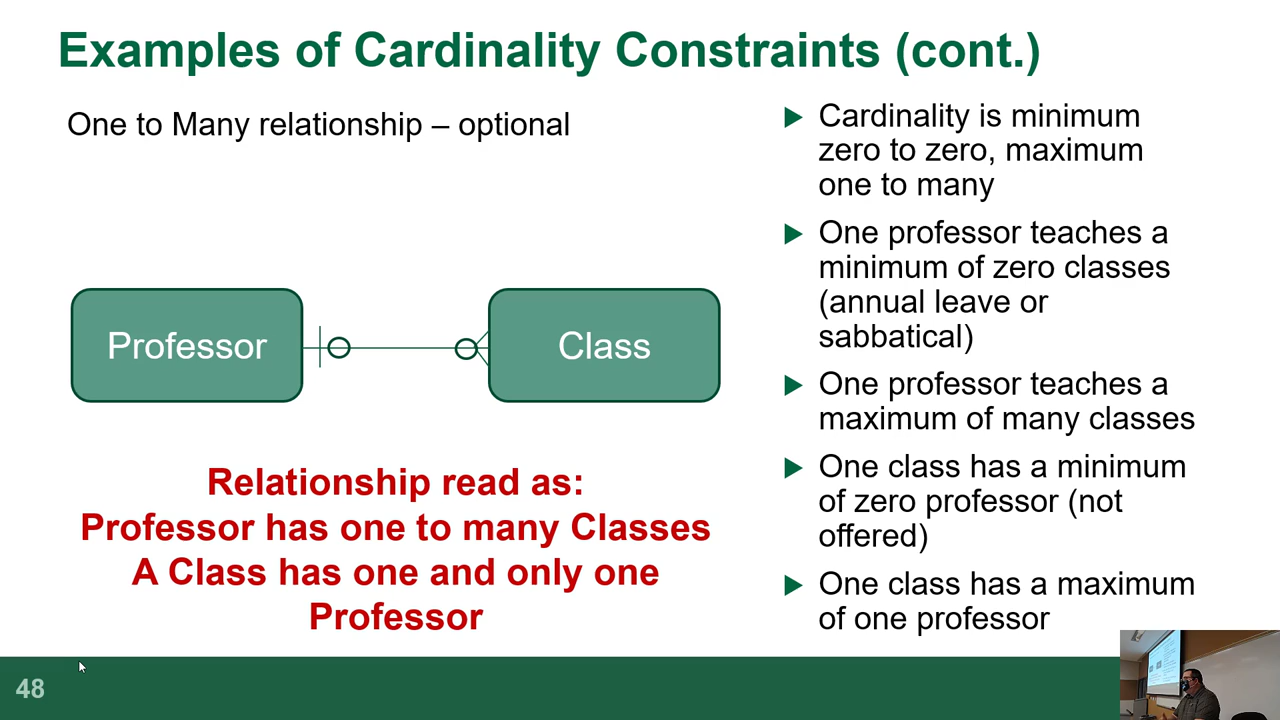 Examples of Cardinality Constraints (cont.)
One to Many relationship – optional
Professor
Class
Relationship read as:
Professor has one to many Classes
A Class has one and only one
Professor
Cardinality is minimum
zero to zero, maximum
one to many
One professor teaches a
minimum of zero classes
(annual leave or
sabbatical)
One professor teaches a
maximum of many classes
One class has a minimum
of zero professor (not
offered)
One class has a maximum
of one professor
48